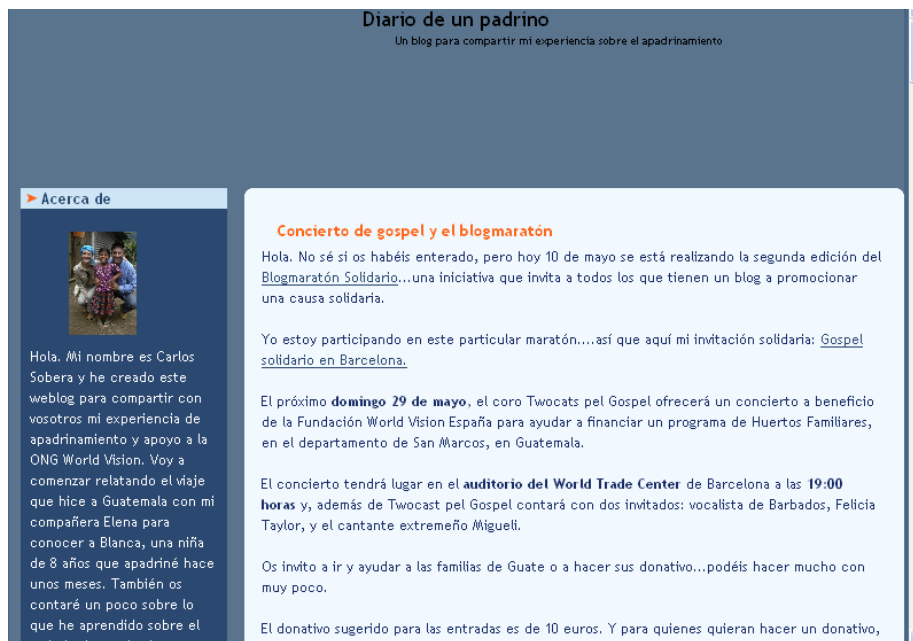 Diario de un padrino
Un blog para compartir mi experiencia sobre el apadrinamiento
Acerca de
Hola. Mi nombre es Carlos
Sobera y he creado este
weblog para compartir con
vosotros mi experiencia de
apadrinamiento y apoyo a la
ONG World Vision. Voy a
comenzar relatando el viaje
que hice a Guatemala con mi
compañera Elena para
conocer a Blanca, una niña
de 8 años que apadriné hace
unos meses. También os
contaré un poco sobre lo
que he aprendido sobre el
Concierto de gospel y el blogmaratón
Hola. No sé si os habéis enterado, pero hoy 10 de mayo se está realizando la segunda edición del
Blogmaratón Solidario...una iniciativa que invita a todos los que tienen un blog a promocionar
una causa solidaria.
Yo estoy participando en este particular maratón....así que aquí mi invitación solidaria: Gospel
solidario en Barcelona.
El próximo domingo 29 de mayo, el coro Twocats pel Gospel ofrecerá un concierto a beneficio
de la Fundación World Vision España para ayudar a financiar un programa de Huertos Familiares,
en el departamento de San Marcos, en Guatemala.
El concierto tendrá lugar en el auditorio del World Trade Center de Barcelona a las 19:00
horas y, además de Twocast pel Gospel contará con dos invitados: vocalista de Barbados, Felicia
Taylor, y el cantante extremeño Migueli.
Os invito a ir y ayudar a las familias de Guate o a hacer sus donativo...podéis hacer mucho con
muy poco.
El donativo sugerido para las entradas es de 10 euros. Y para quienes quieran hacer un donativo,